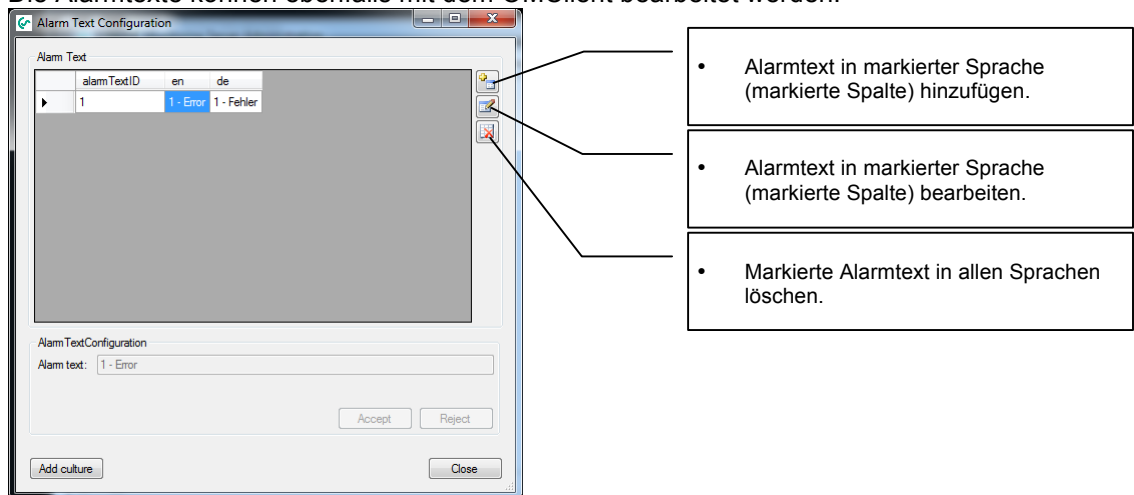 Die Alarmtexte können ebenfalls mit dem GMClient bearbeitet werden.
Alarm Text Configuration
Alarm Text
alarmTextID en de
1 1 - Error 1 - Fehler
AlarmTextConfiguration
Alarm text: 1 - Error
Accept Reject
Add culture Close
• Alarmtext in markierter Sprache
(markierte Spalte) hinzufügen.
• Alarmtext in markierter Sprache
(markierte Spalte) bearbeiten.
• Markierte Alarmtext in allen Sprachen
löschen.